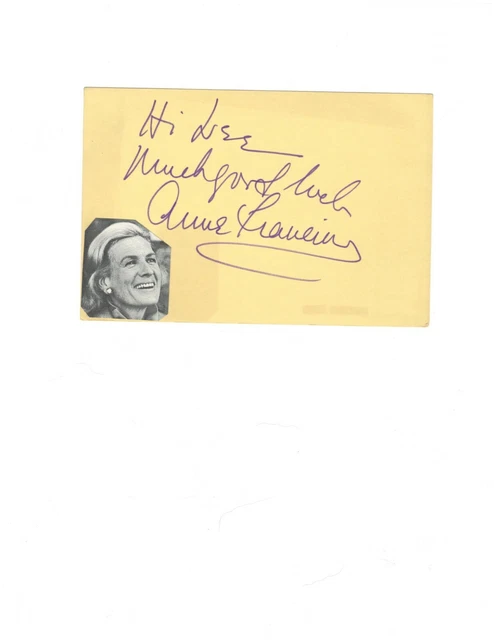 Hi Lee
Much good luck
Anne Francis